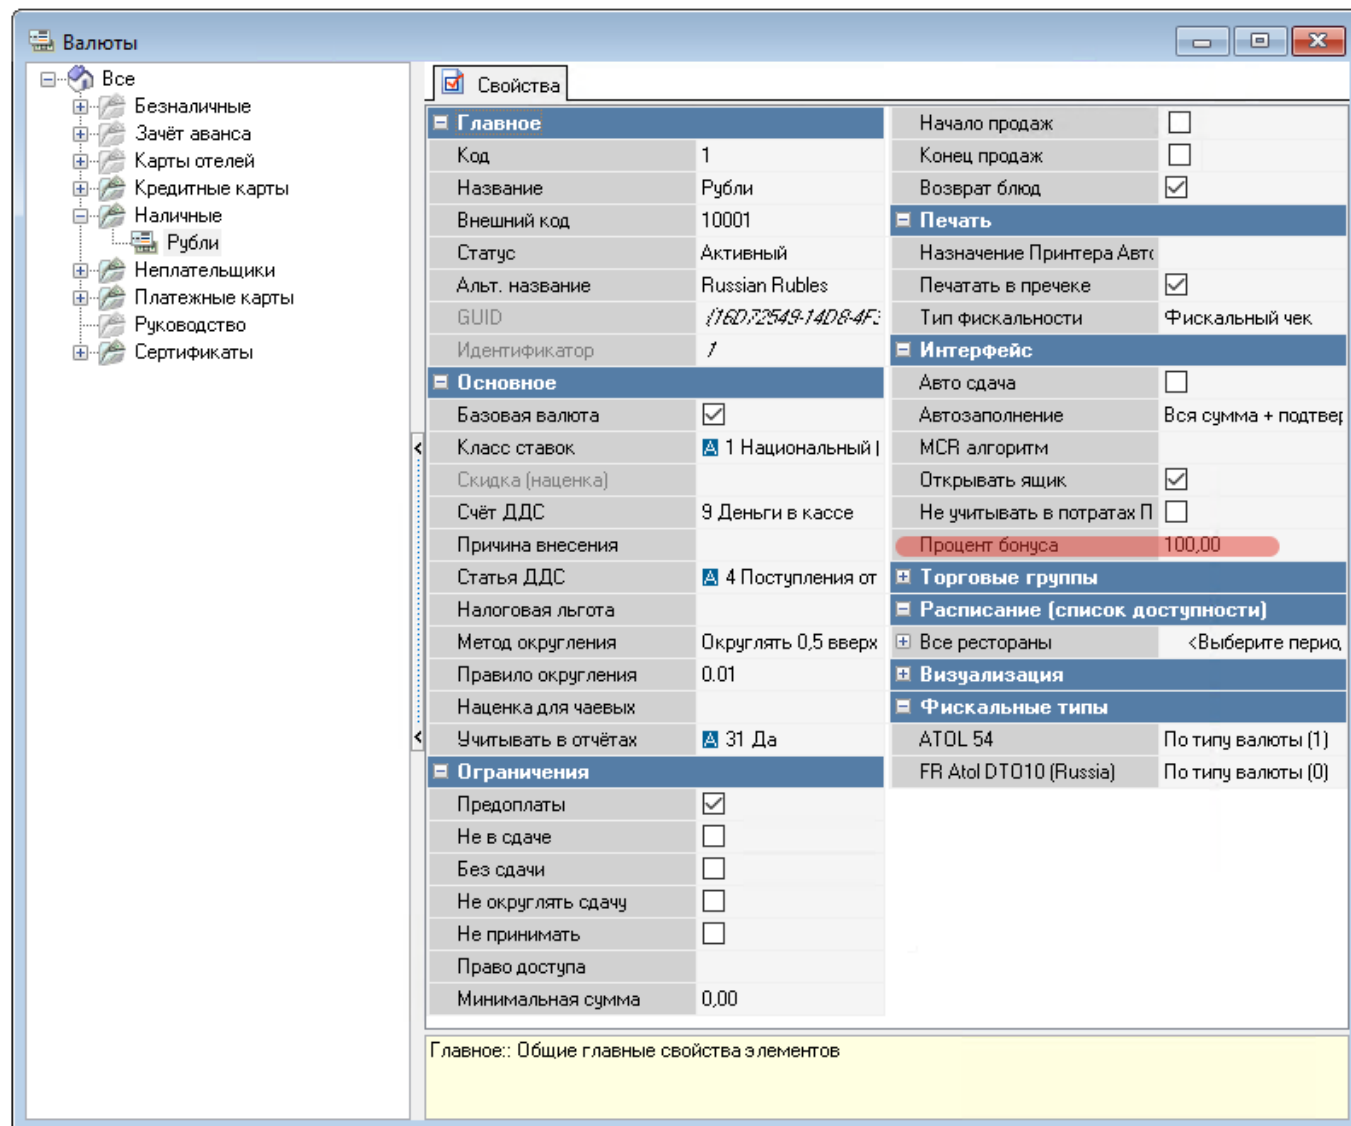 Валюты
Все
Безналичные
Зачёт аванса
Карты отелей
Кредитные карты
Наличные
Рубли
Неплательщики
Платежные карты
Руководство
Сертификаты
Свойства
Главное
Код 1
Название Рубли
Внешний код 10001
Статус Активный
Альт. название Russian Rubles
GUID {16D72549-14D8-4F3
Идентификатор 1
Основное
Базовая валюта
Класс ставок A 1 Национальный (
Скидка (наценка)
Счёт ДДС 9 Деньги в кассе
Причина внесения
Статья ДДС A 4 Поступления от
Налоговая льгота
Метод округления Округлять 0,5 вверх
Правило округления 0.01
Наценка для чаевых
Учитывать в отчётах A 31 Да
Ограничения
Предоплаты
Не в сдаче
Без сдачи
Не округлять сдачу
Не принимать
Право доступа
Минимальная сумма 0,00
Начало продаж
Конец продаж
Возврат блюд
Печать
Назначение Принтера Авто
Печатать в пречеке
Тип фискальности Фискальный чек
Интерфейс
Авто сдача
Автозаполнение Вся сумма + подтвер
MCR алгоритм
Открывать ящик
Не учитывать в потратах П
Процент бонуса 100,00
Торговые группы
Расписание (список доступности)
Все рестораны <Выберите период
Визуализация
Фискальные типы
ATOL 54 По типу валюты (1)
FR Atol DTO10 (Russia) По типу валюты (0)
Главное:: Общие главные свойства элементов